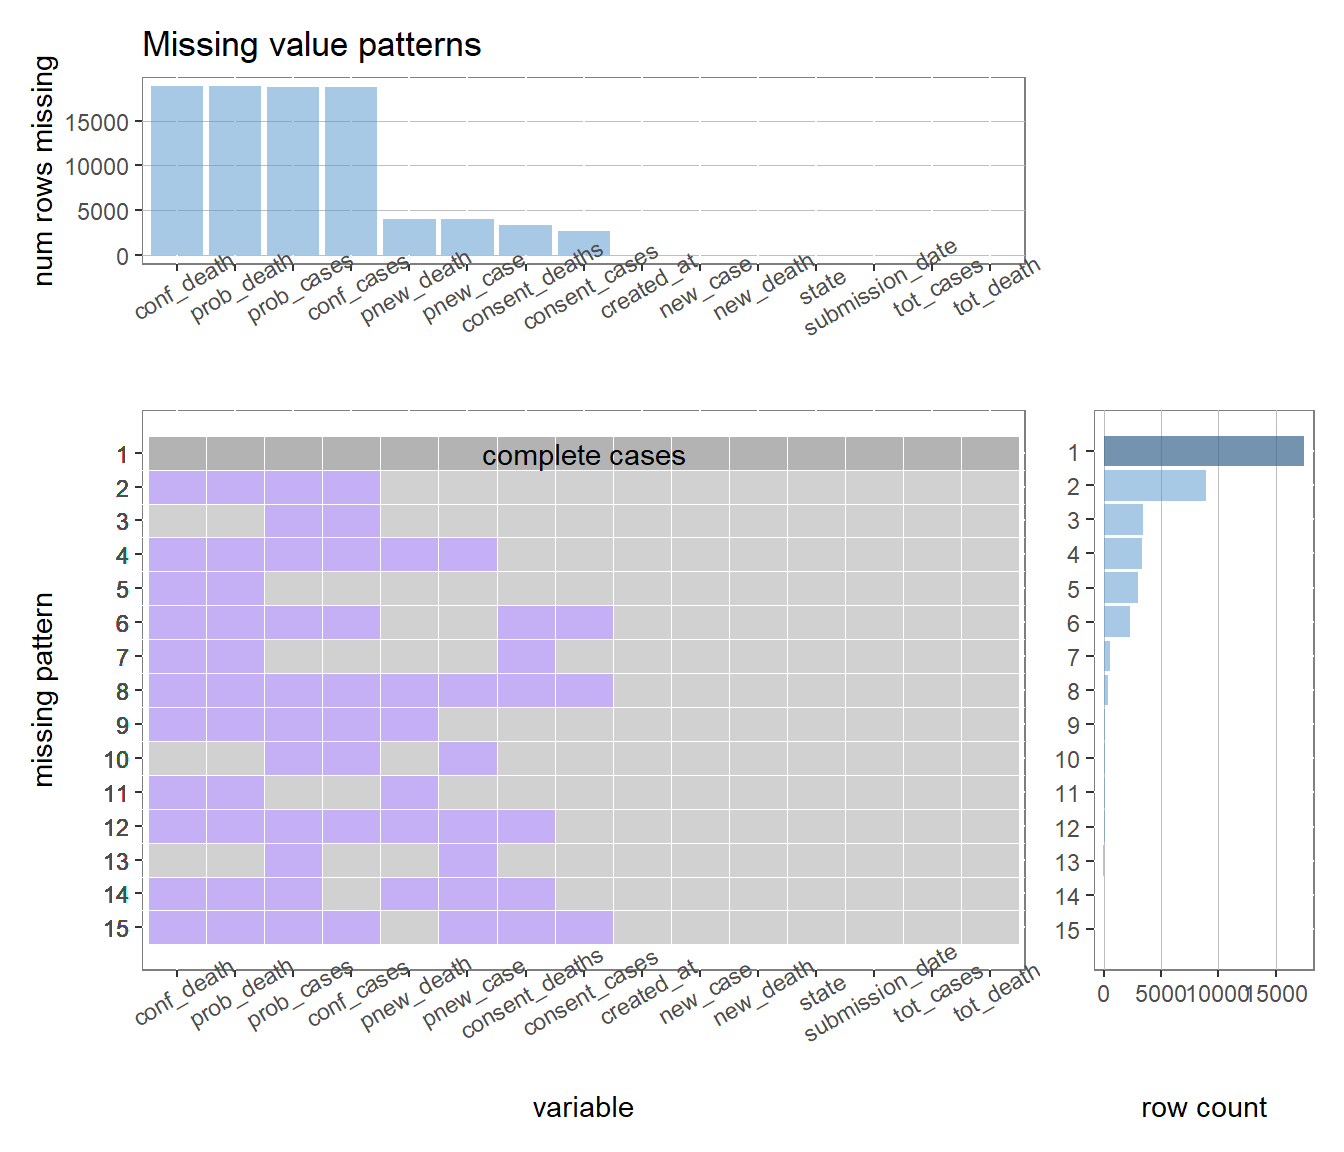 Missing value patterns
num rows missing
15000
10000
5000
0
conf_death
prob_death
prob_cases
conf_cases
pnew_death
pnew_case
consent_deaths
consent_cases
created_at
new_case
new_death
state
submission_date
tot_cases
tot_death
missing pattern
complete cases
1
2
3
4
5
6
7
8
9
10
11
12
13
14
15
conf_death
prob_death
prob_cases
conf_cases
pnew_death
pnew_case
consent_deaths
consent_cases
created_at
new_case
new_death
state
submission_date
tot_cases
tot_death
variable
1
2
3
4
5
6
7
8
9
10
11
12
13
14
15
0 5000 10000 15000
row count